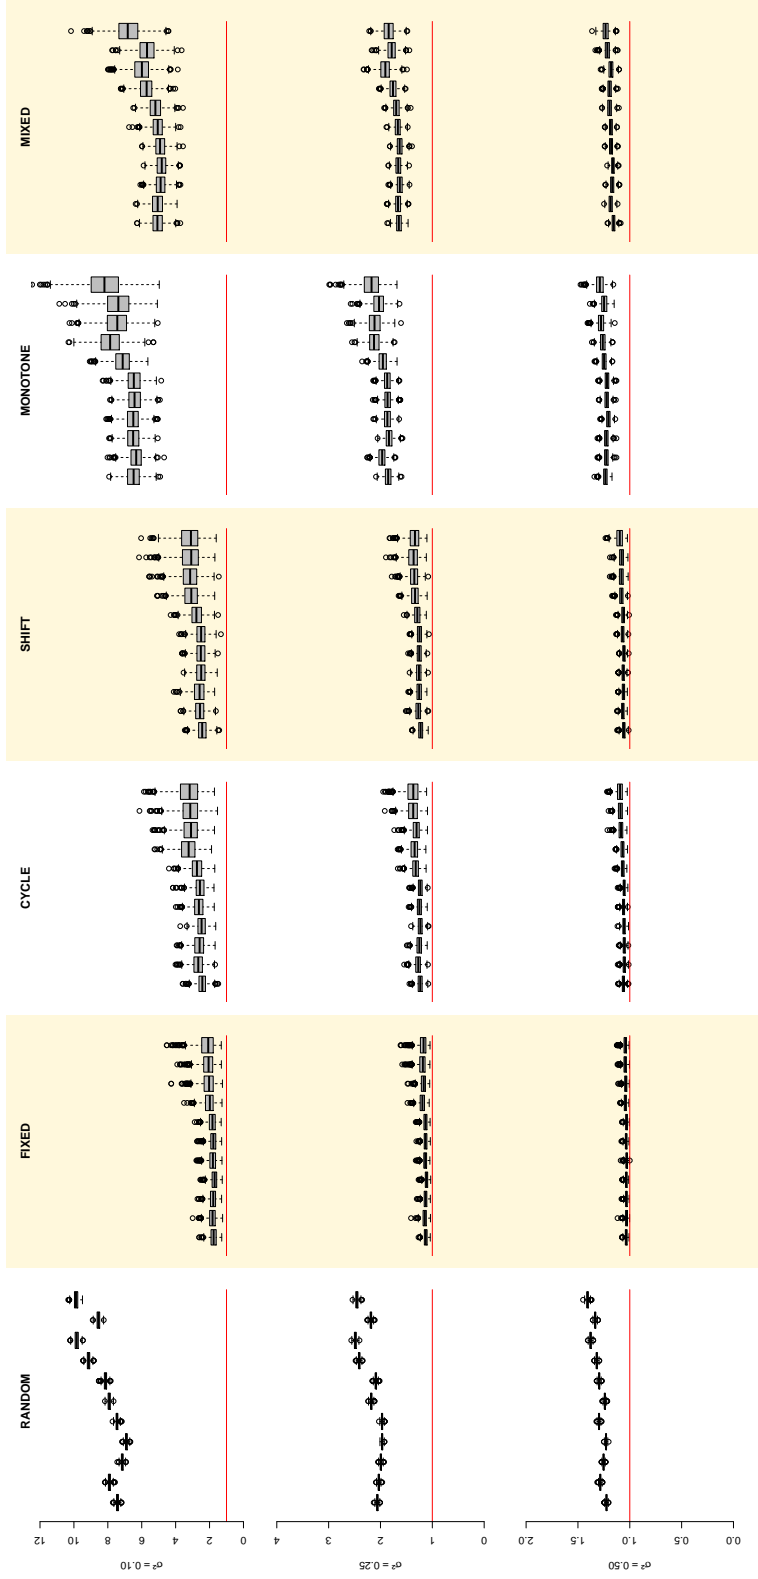 RANDOM
FIXED
CYCLE
SHIFT
MONOTONE
MIXED
σ² = 0.10
12
10
8
6
4
2
0
σ² = 0.25
4
3
2
1
0
σ² = 0.50
2.0
1.5
1.0
0.5
0.0